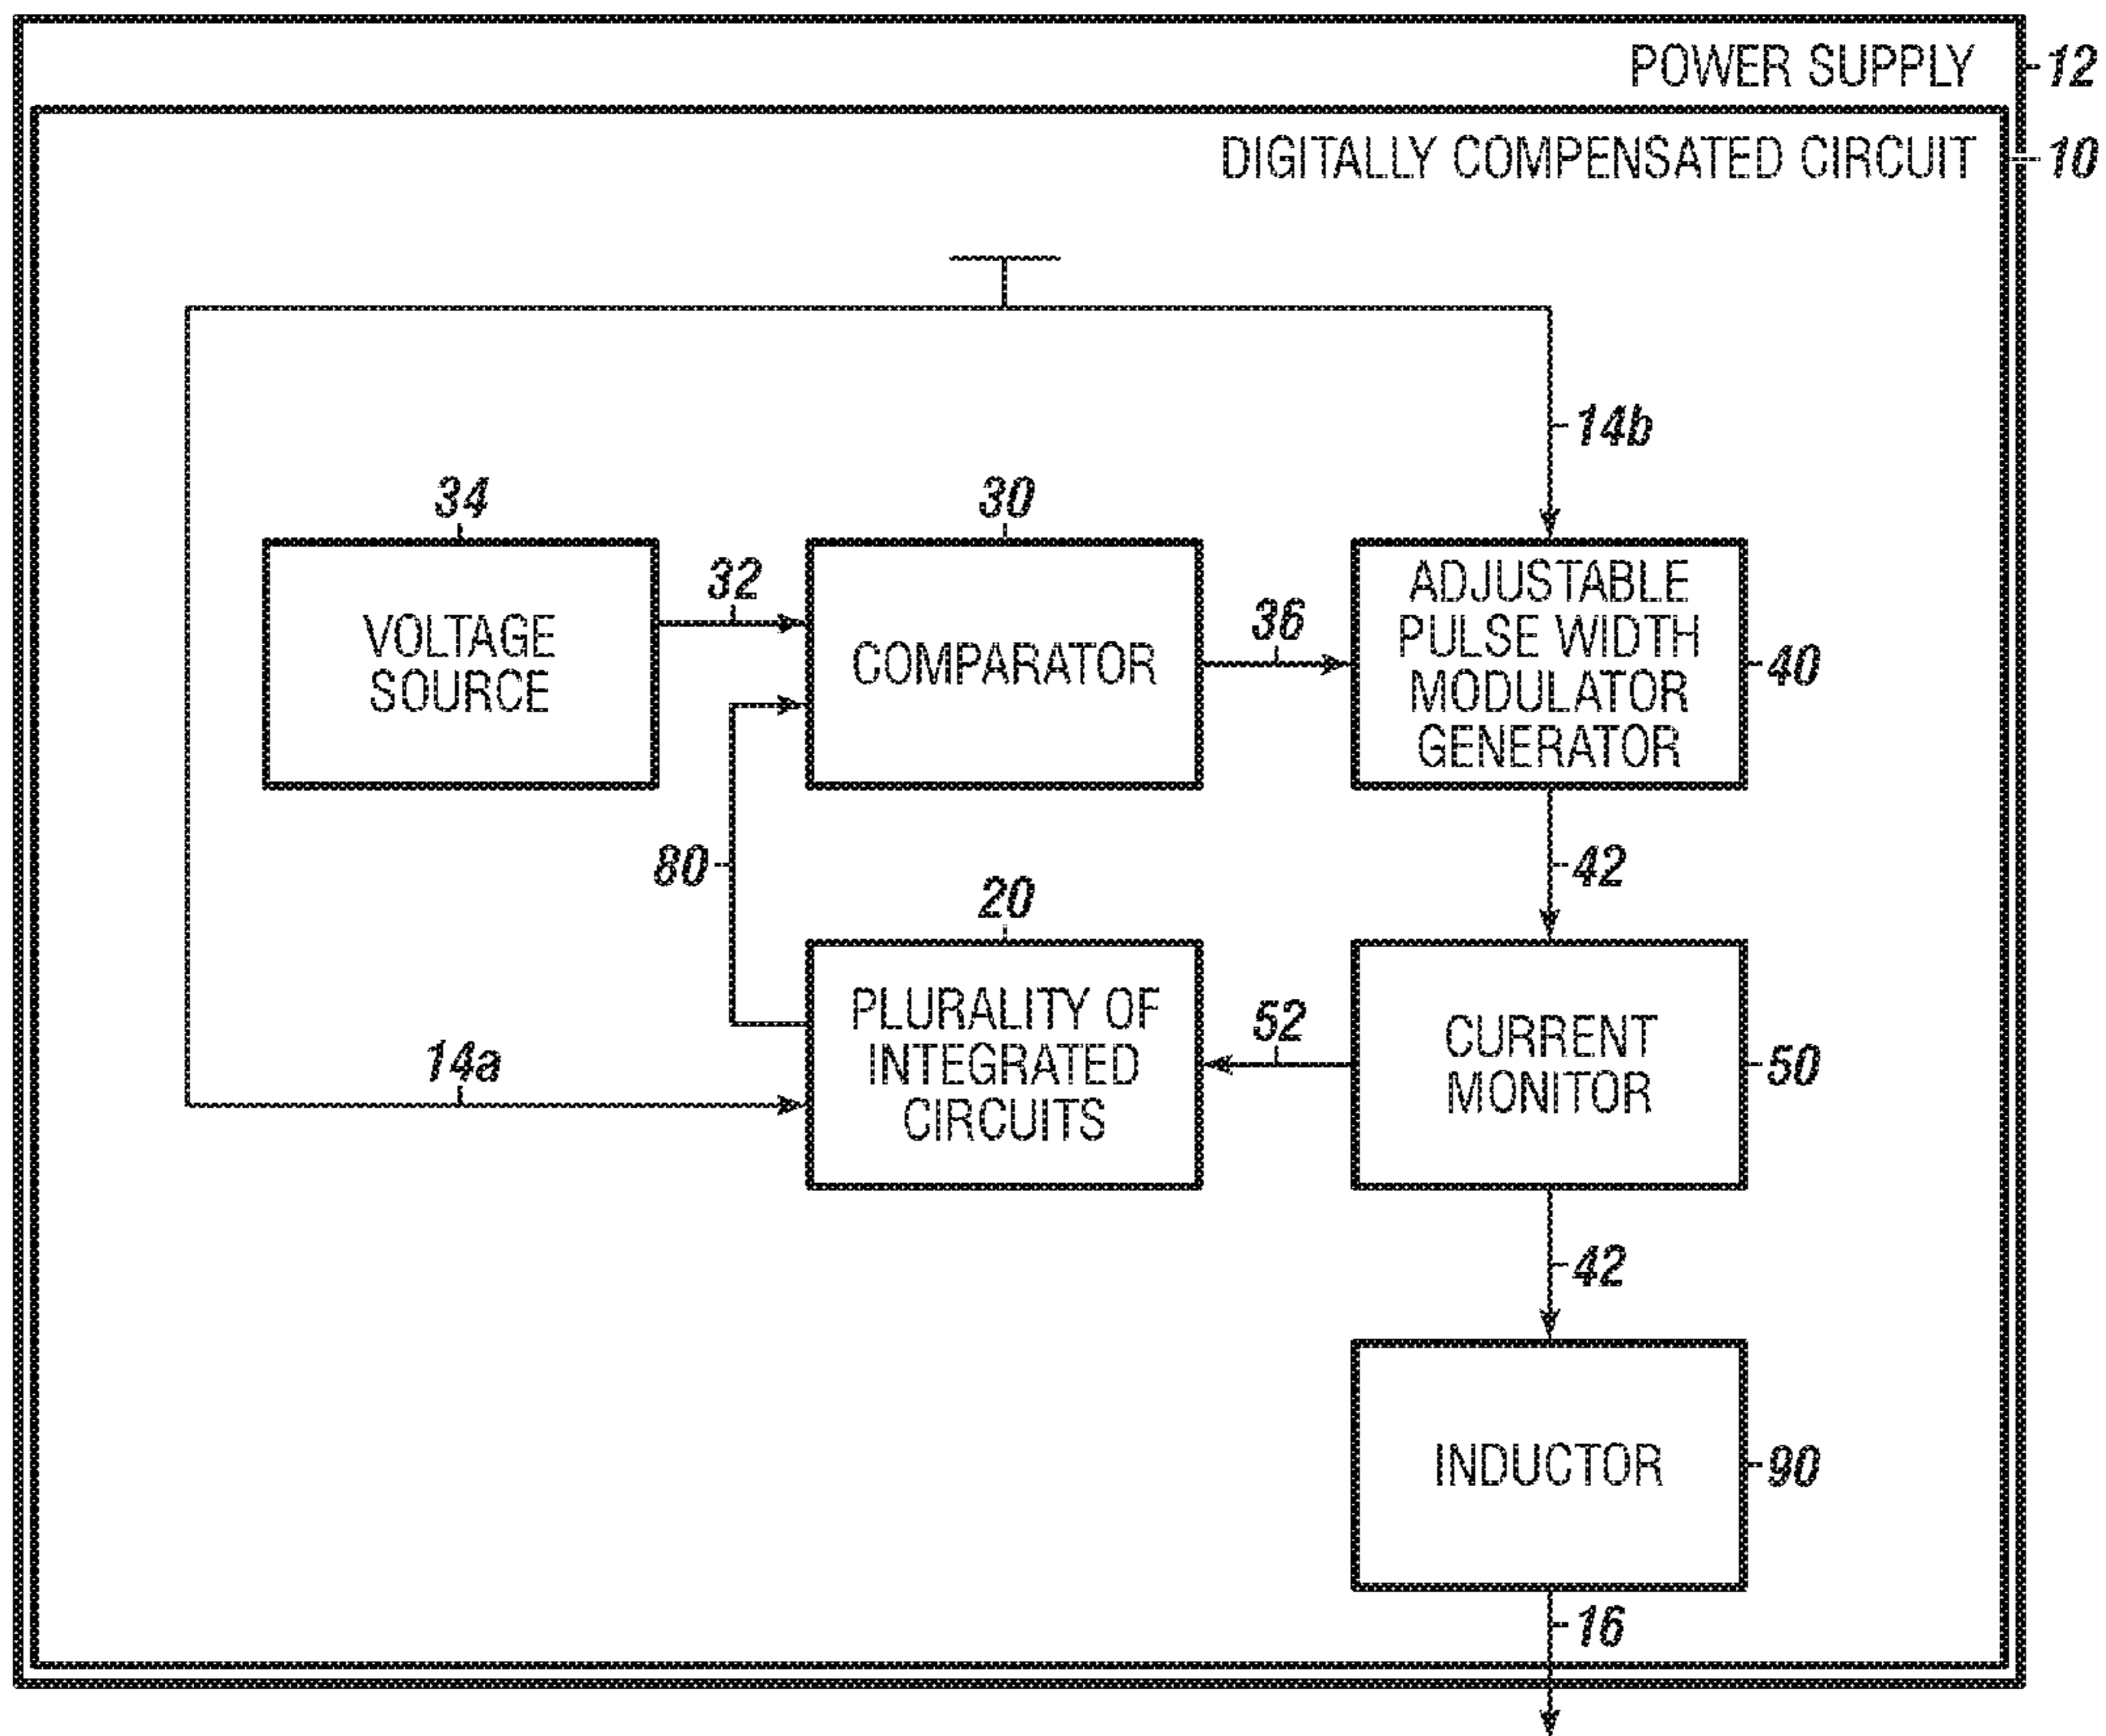 POWER SUPPLY
12
DIGITALLY COMPENSATED CIRCUIT
10
14b
34
30
32
36
VOLTAGE
SOURCE
COMPARATOR
ADJUSTABLE
PULSE WIDTH
MODULATOR
GENERATOR
40
80
42
20
14a
PLURALITY OF
INTEGRATED
CIRCUITS
52
CURRENT
MONITOR
50
42
INDUCTOR
90
16